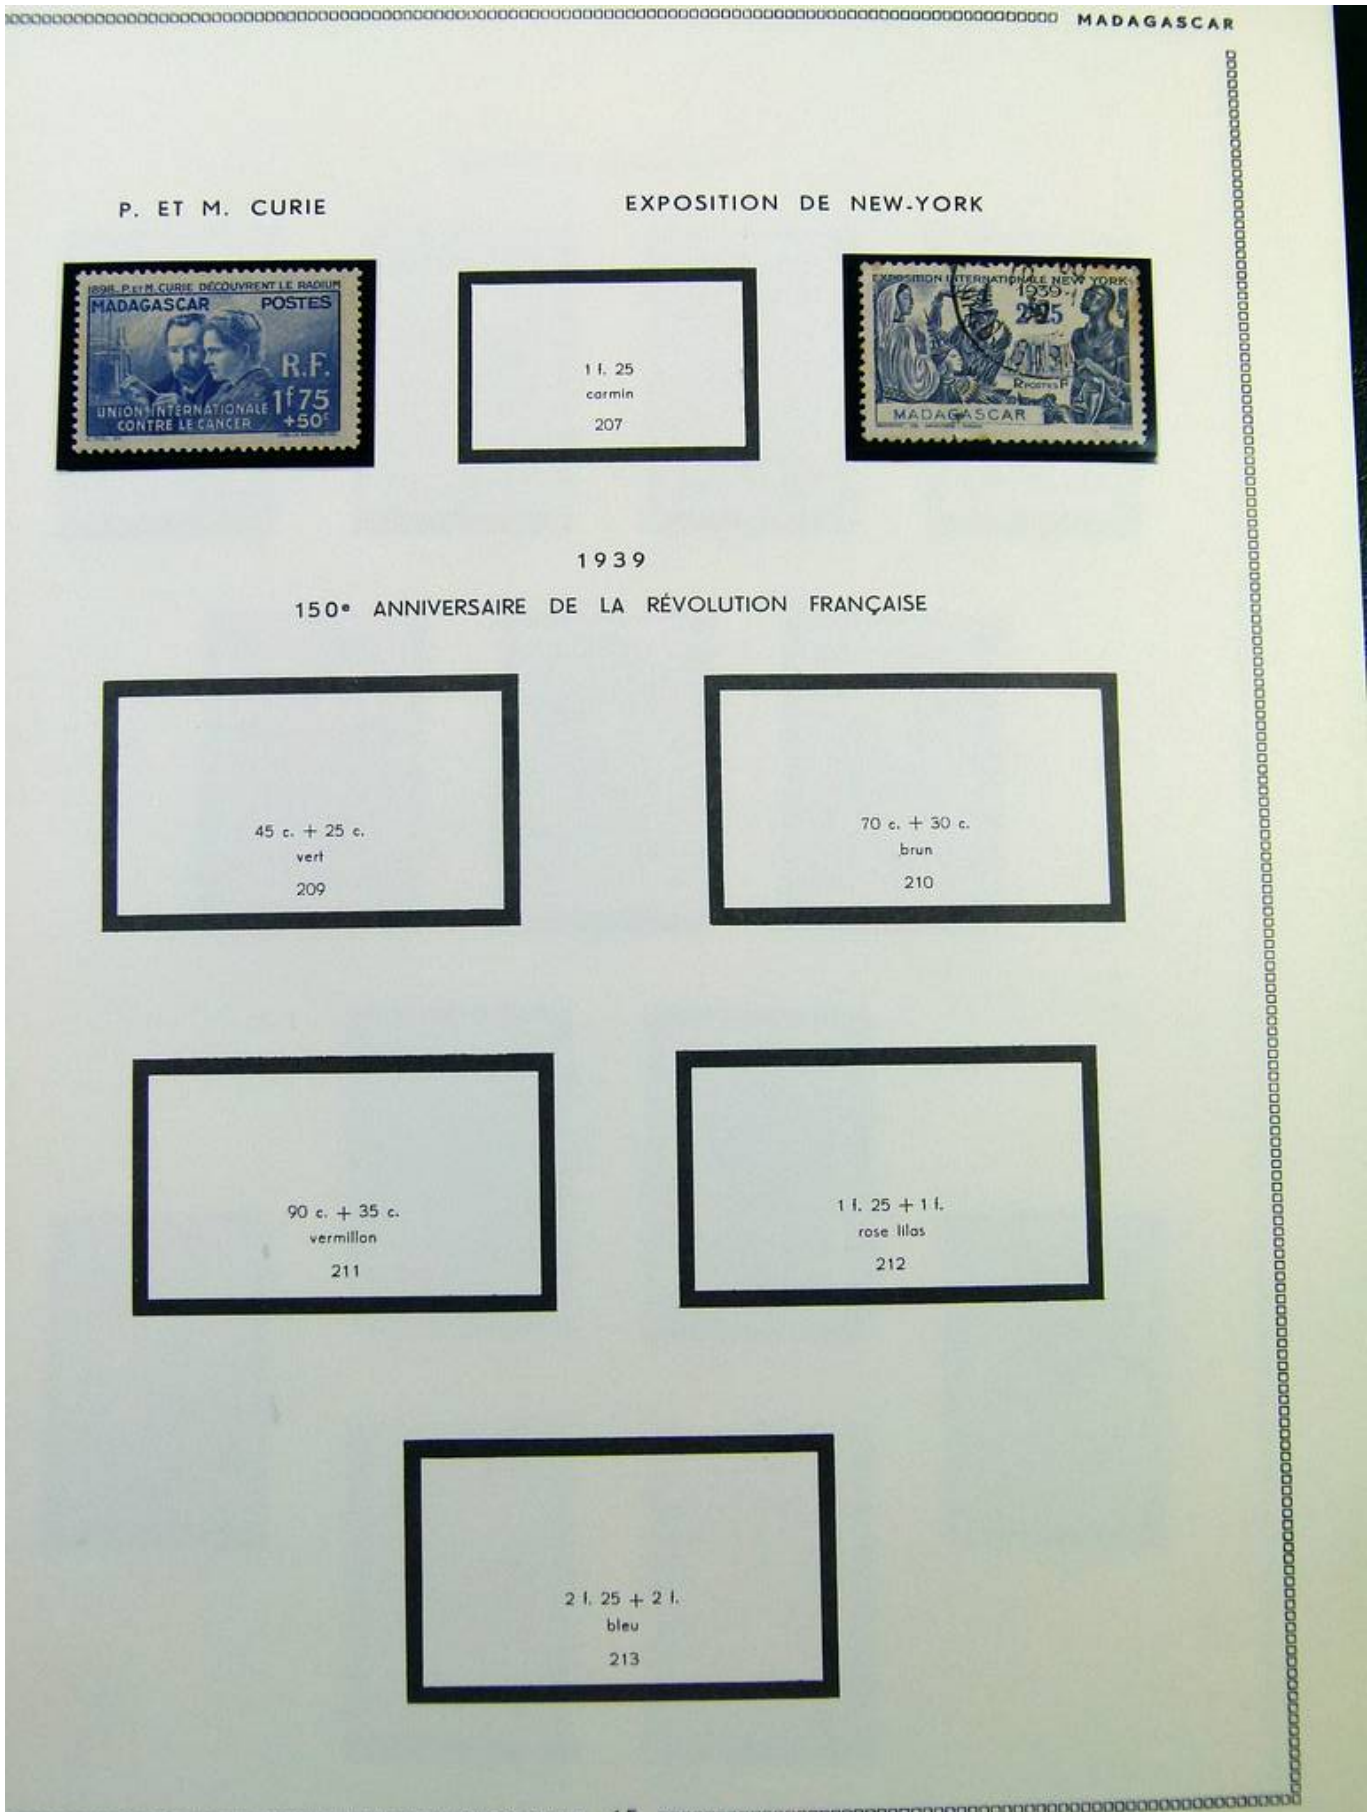 MADAGASCAR
P. ET M. CURIE
EXPOSITION DE NEW-YORK
1898_P.ET M. CURIE DÉCOUVRENT LE RADIUM
MADAGASCAR POSTES
R.F.
UNION INTERNATIONALE 1f75
CONTRE LE CANCER +50c
1 f. 25
carmin
207
EXPOSITION INTERNATIONALE NEW YORK
1939
2F25
R POSTES F
MADAGASCAR
1939
150e ANNIVERSAIRE DE LA RÉVOLUTION FRANÇAISE
45 c. + 25 c.
vert
209
70 c. + 30 c.
brun
210
90 c. + 35 c.
vermillon
211
1 f. 25 + 1 f.
rose lilas
212
2 f. 25 + 2 f.
bleu
213